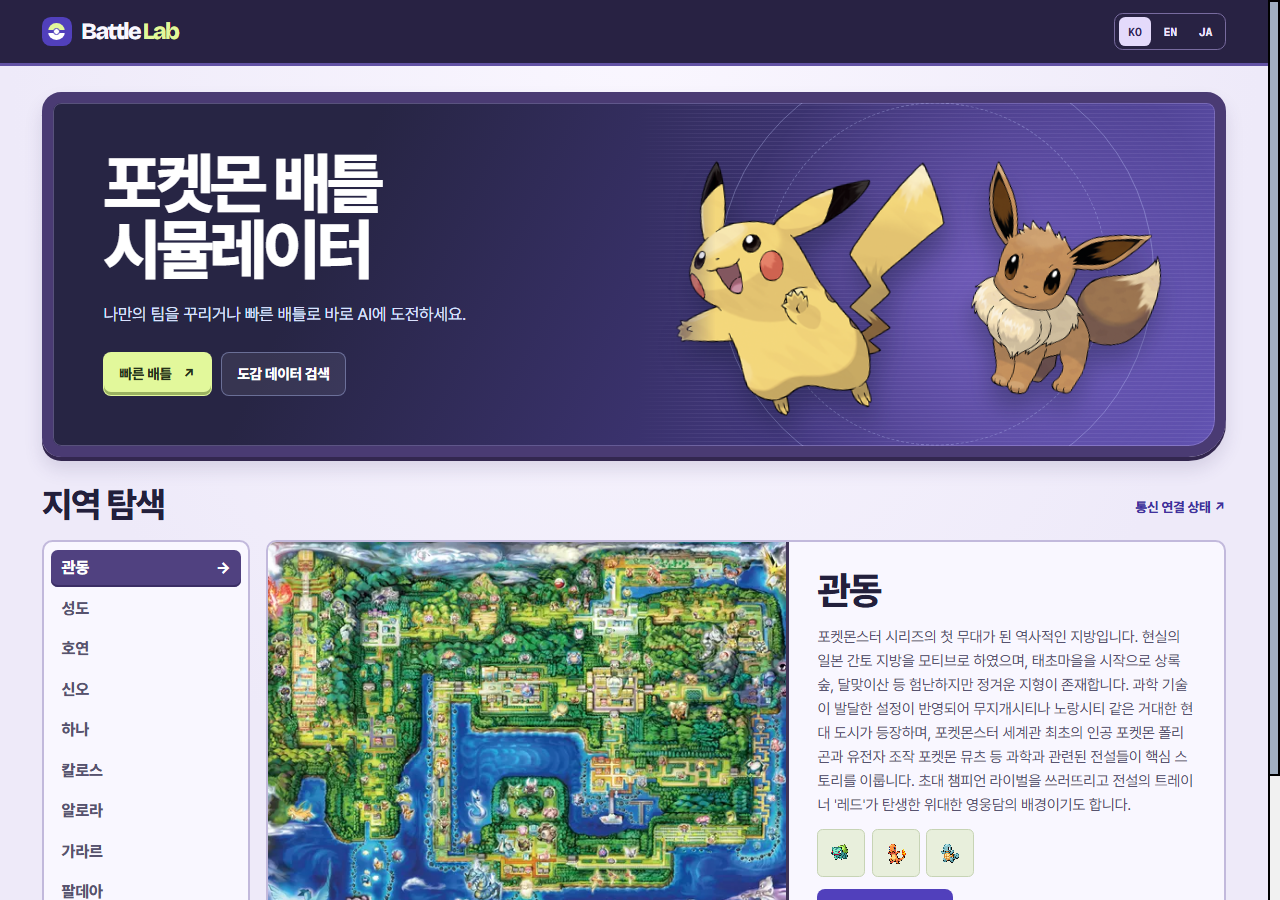 BattleLab
KO EN JA
포켓몬 배틀
시뮬레이터
나만의 팀을 꾸리거나 빠른 배틀로 바로 AI에 도전하세요.
빠른 배틀 ↗
도감 데이터 검색
지역 탐색
통신 연결 상태 ↗
관동 →
성도
호연
신오
하나
칼로스
알로라
가라르
팔데아
관동
포켓몬스터 시리즈의 첫 무대가 된 역사적인 지방입니다. 현실의
일본 간토 지방을 모티브로 하였으며, 태초마을을 시작으로 상록
숲, 달맞이산 등 험난하지만 정겨운 지형이 존재합니다. 과학 기술
이 발달한 설정이 반영되어 무지개시티나 노랑시티 같은 거대한 현
대 도시가 등장하며, 포켓몬스터 세계관 최초의 인공 포켓몬 폴리
곤과 유전자 조작 포켓몬 뮤츠 등 과학과 관련된 전설들이 핵심 스
토리를 이룹니다. 초대 챔피언 라이벌을 쓰러뜨리고 전설의 트레이
너 '레드'가 탄생한 위대한 영웅담의 배경이기도 합니다.